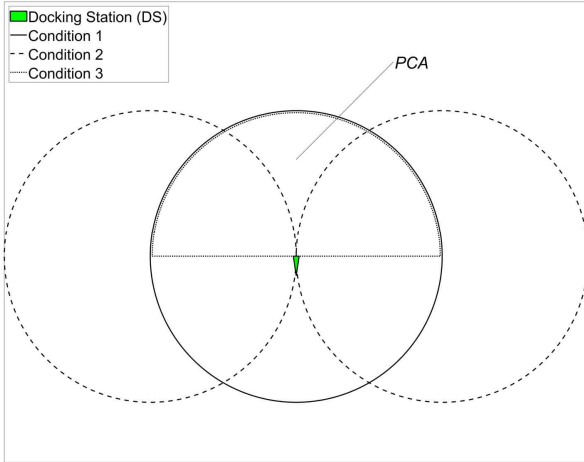 Docking Station (DS)
Condition 1
Condition 2
Condition 3
PCA